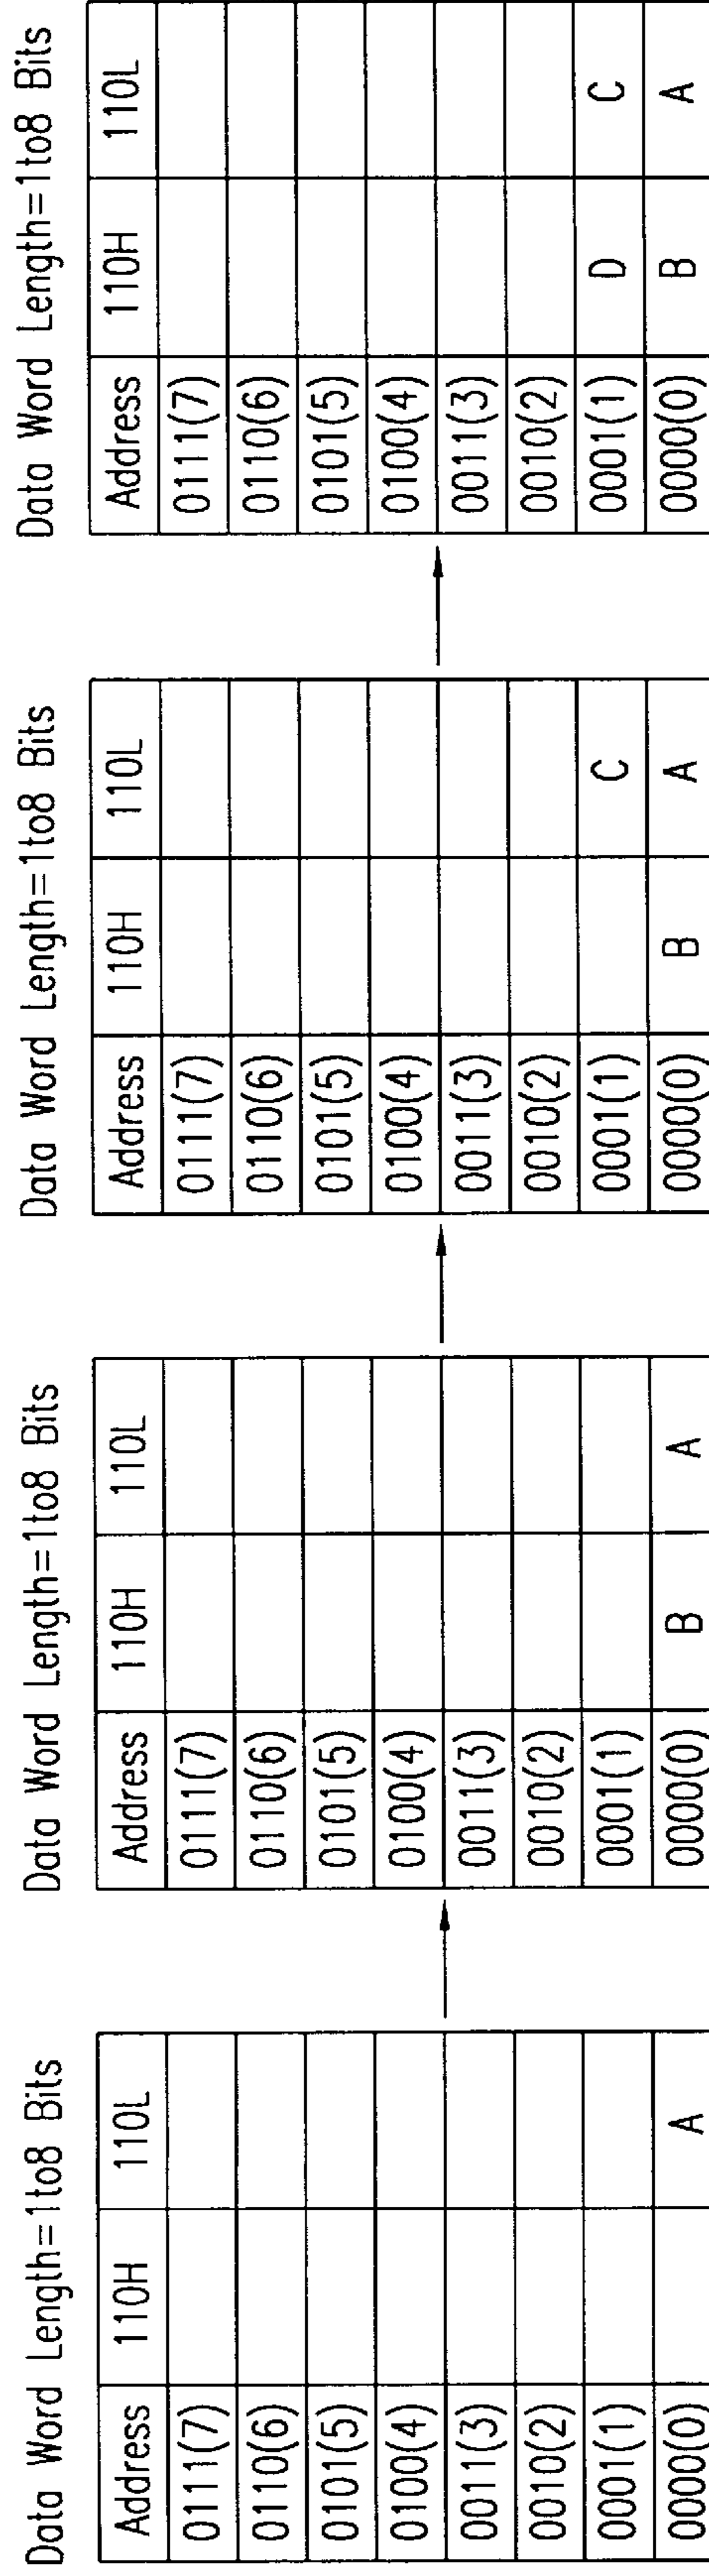 Data Word Length=1to8 Bits
Address 110H 110L
0111(7)
0110(6)
0101(5)
0100(4)
0011(3)
0010(2)
0001(1)
0000(0) A
Data Word Length=1to8 Bits
Address 110H 110L
0111(7)
0110(6)
0101(5)
0100(4)
0011(3)
0010(2)
0001(1)
0000(0) B A
Data Word Length=1to8 Bits
Address 110H 110L
0111(7)
0110(6)
0101(5)
0100(4)
0011(3)
0010(2)
0001(1) C
0000(0) B A
Data Word Length=1to8 Bits
Address 110H 110L
0111(7)
0110(6)
0101(5)
0100(4)
0011(3)
0010(2)
0001(1) D C
0000(0) B A